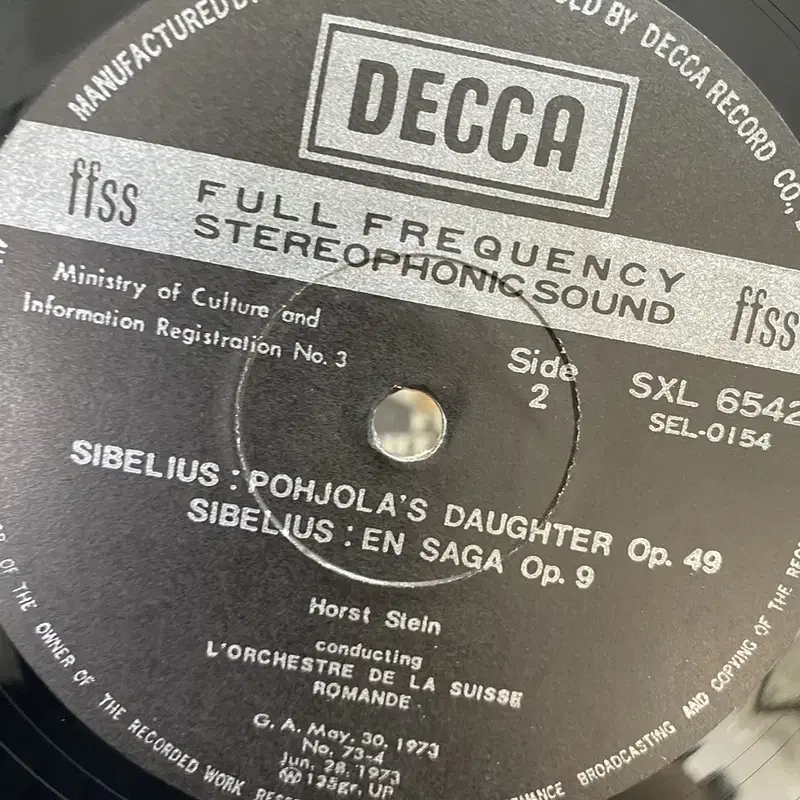 MANUFACTURED
BY DECCA RECORD CO.,
DECCA
ffss
FULL FREQUENCY
STEREOPHONIC SOUND
ffss
Ministry of Culture and
Information Registration No. 3
Side
2
SXL 6542
SEL-0154
SIBELIUS : POHJOLA'S DAUGHTER Op. 49
SIBELIUS : EN SAGA Op. 9
Horst Stein
conducting
L'ORCHESTRE DE LA SUISSE
ROMANDE
G. A. May. 30. 1973
No. 73-4
Jun. 28. 1973
125gr. UP
OF THE OWNER OF THE RECORDED WORK
BROADCASTING AND COPYING OF THE